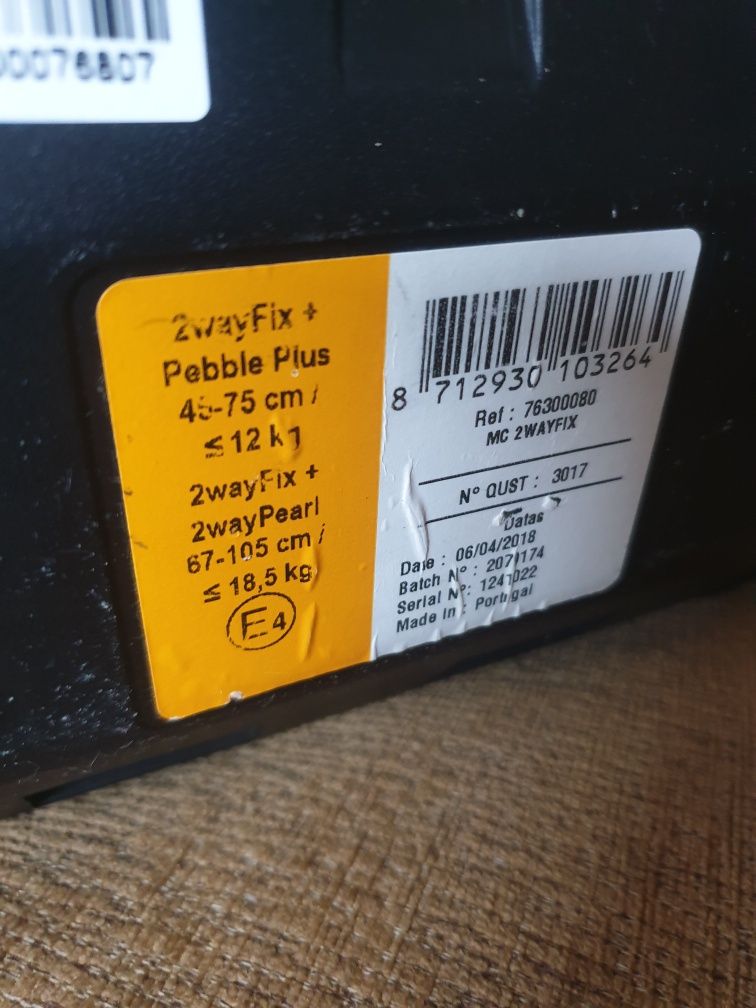 00076807
2wayFix +
Pebble Plus
45-75 cm /
≤ 12 kg
2wayFix +
2wayPearl
67-105 cm /
≤ 18,5 kg
E4
8 712930 103264
Ref : 76300080
MC 2WAYFIX
N° QUST : 3017
Datas
Date : 06/04/2018
Batch N° : 2070174
Serial N° : 1241022
Made in : Portugal